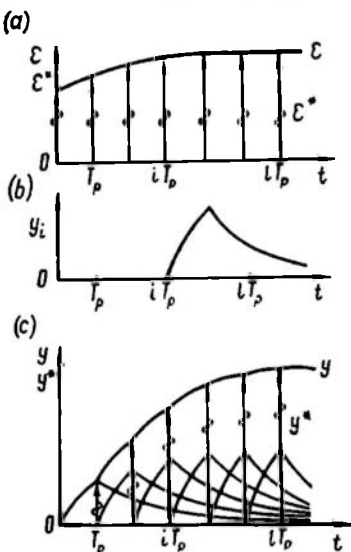 (a)
ε ε
ε*
ε*
0
Tₚ iTₚ lTₚ t
(b)
yᵢ
0
Tₚ iTₚ lTₚ t
(c)
y y
y*
y*
0
Tₚ iTₚ lTₚ t